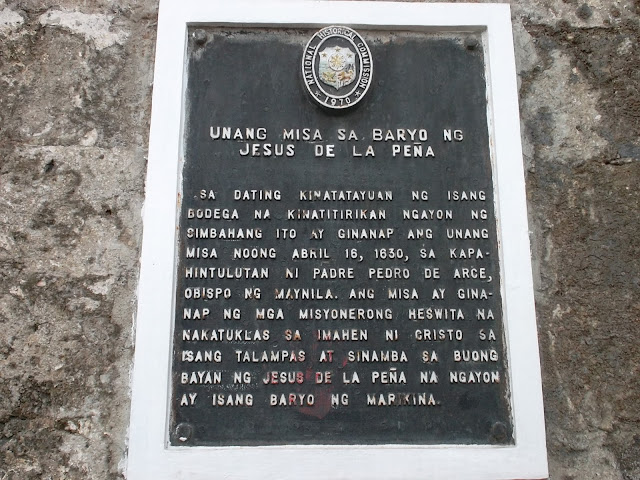 NATIONAL HISTORICAL COMMISSION
1970
UNANG MISA SA BARYO NG
JESUS DE LA PEÑA
SA DATING KINATATAYUAN NG ISANG
BODEGA NA KINATITIRIKAN NGAYON NG
SIMBAHANG ITO AY GINANAP ANG UNANG
MISA NOONG ABRIL 16, 1630, SA KAPA-
HINTULUTAN NI PADRE PEDRO DE ARCE,
OBISPO NG MAYNILA. ANG MISA AY GINA-
NAP NG MGA MISYONERONG HESWITA NA
NAKATUKLAS SA IMAHEN NI CRISTO SA
ISANG TALAMPAS AT SINAMBA SA BUONG
BAYAN NG JESUS DE LA PEÑA NA NGAYON
AY ISANG BARYO NG MARIKINA.